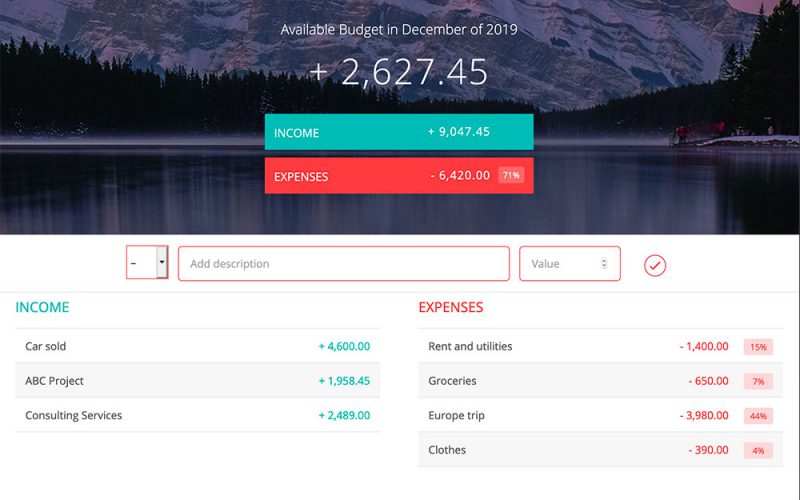 Available Budget in December of 2019
+ 2,627.45
INCOME + 9,047.45
EXPENSES - 6,420.00 71%
– Add description Value
INCOME
Car sold + 4,600.00
ABC Project + 1,958.45
Consulting Services + 2,489.00
EXPENSES
Rent and utilities - 1,400.00 15%
Groceries - 650.00 7%
Europe trip - 3,980.00 44%
Clothes - 390.00 4%